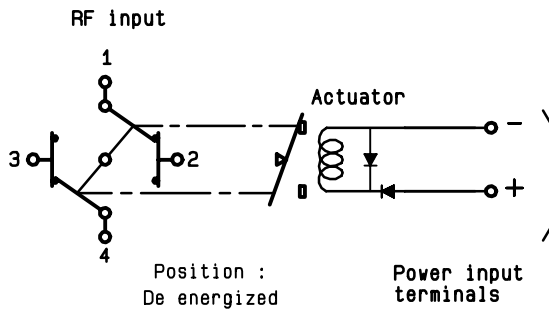 RF input
1
Actuator
-
3
2
+
4
Position :
De energized
Power input
terminals